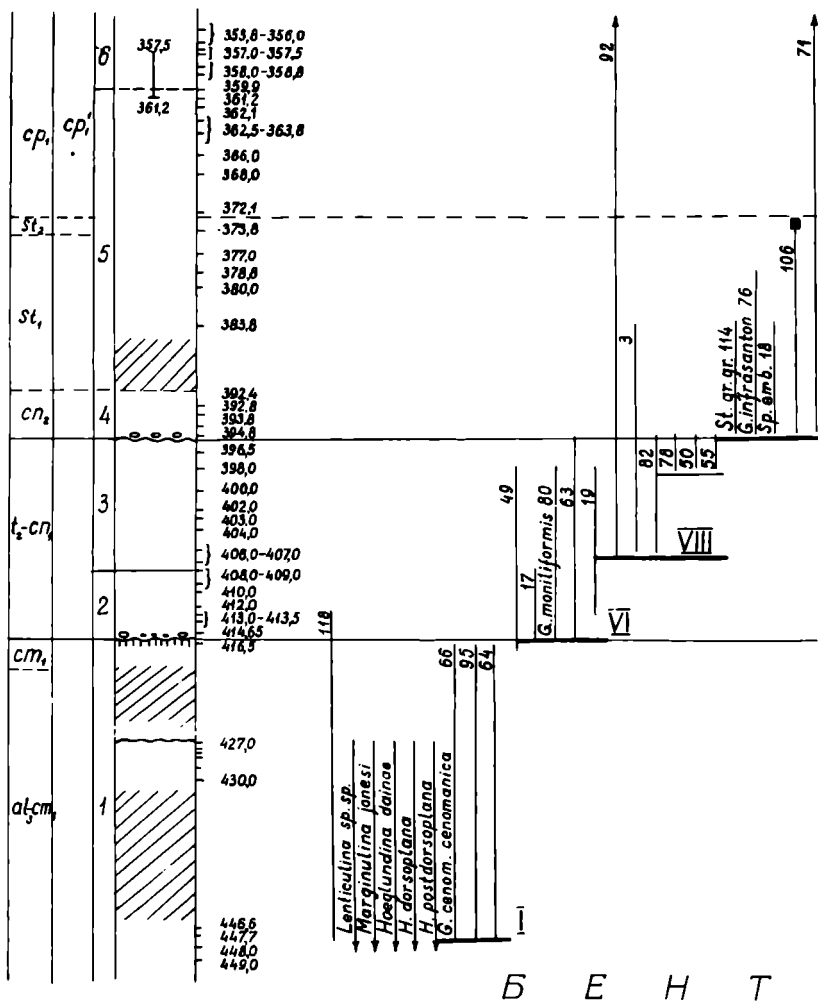 6
357,5
361,2
cp₁
cp₁¹
St₂
5
St₁
cn₂
4
3
t₂-cn₁
2
cm₁
1
al₃-cm₁
353,8-356,0
357,0-357,5
358,0-358,8
359,9
361,2
362,1
362,5-363,8
366,0
368,0
372,1
373,8
377,0
378,8
380,0
383,8
392,4
392,8
393,8
394,8
396,5
398,0
400,0
402,0
403,0
404,0
406,0-407,0
408,0-409,0
410,0
412,0
413,0-413,5
414,65
416,5
427,0
430,0
446,6
447,7
448,0
449,0
92
71
106
3
St. gr. gr. 114
G. infrasanton 76
Sp. emb. 18
82
78
50
55
VIII
49
17
G. moniliformis 80
63
19
VI
118
66
95
64
Lenticulina sp. sp.
Marginulina janesi
Hoeglundina dainae
H. dorsoplana
H. postdorsoplana
G. cenom. cenomanica
I
Б Е Н Т